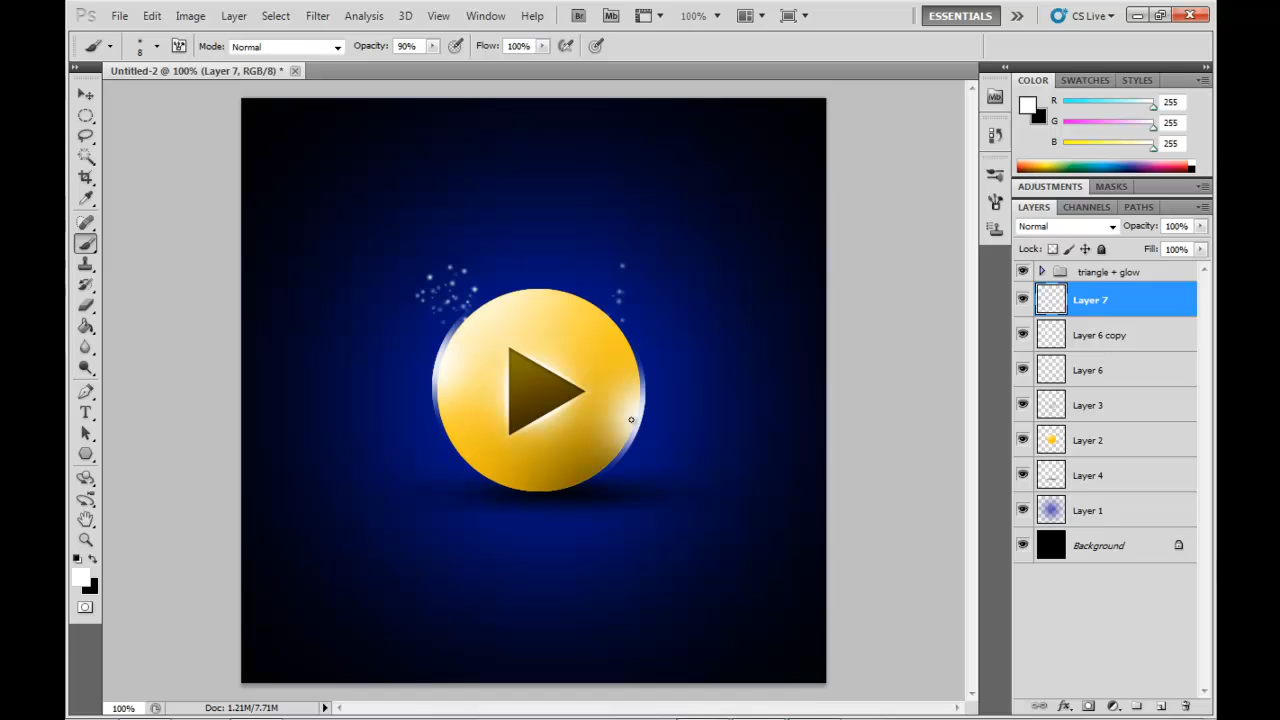 Ps File Edit Image Layer Select Filter Analysis 3D View Window Help Br Mb 100% ESSENTIALS CS Live
8 Mode: Normal Opacity: 90% Flow: 100%
Untitled-2 @ 100% (Layer 7, RGB/8) *
Mb
COLOR SWATCHES STYLES
R 255
G 255
B 255
ADJUSTMENTS MASKS
LAYERS CHANNELS PATHS
Normal Opacity: 100%
Lock: Fill: 100%
triangle + glow
Layer 7
Layer 6 copy
Layer 6
Layer 3
Layer 2
Layer 4
Layer 1
Background
T
fx
100% Doc: 1.21M/7.71M